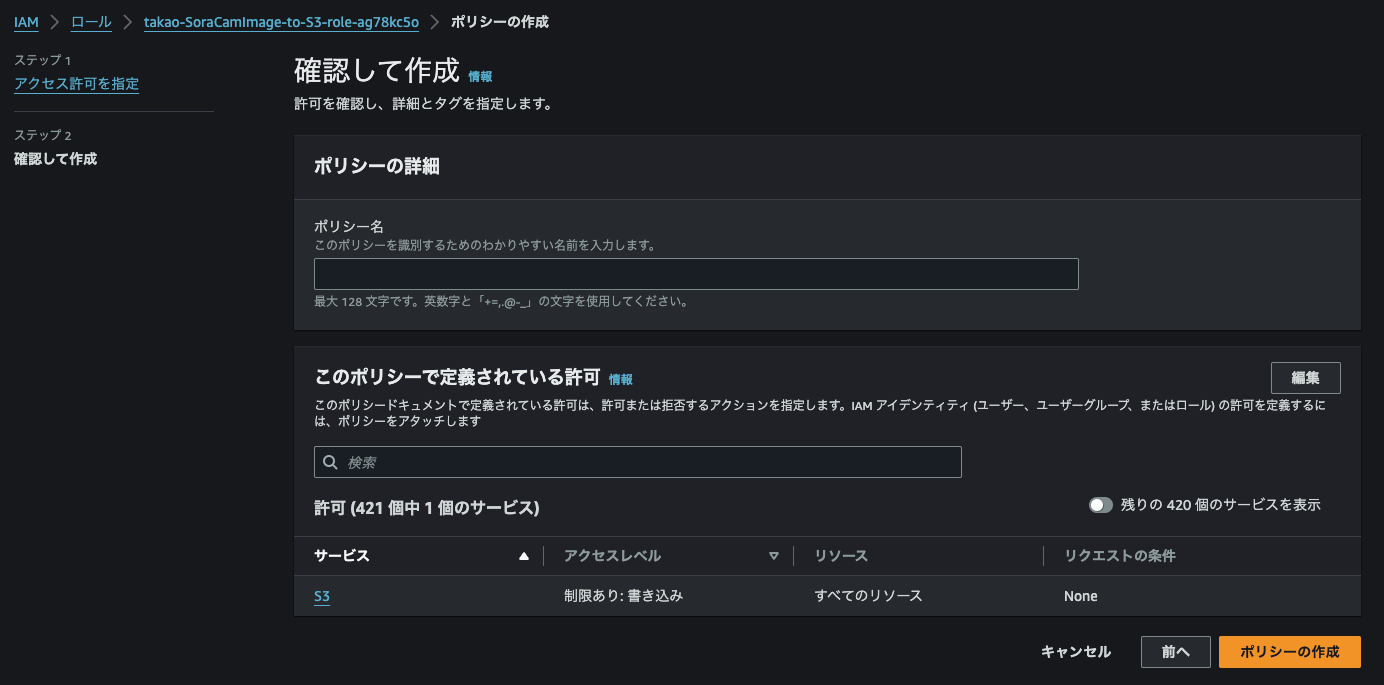 IAM > ロール > takao-SoraCamImage-to-S3-role-ag78kc5o > ポリシーの作成
ステップ 1
アクセス許可を指定
ステップ 2
確認して作成
確認して作成 情報
許可を確認し、詳細とタグを指定します。
ポリシーの詳細
ポリシー名
このポリシーを識別するためのわかりやすい名前を入力します。
最大 128 文字です。英数字と「+=,.@-_」の文字を使用してください。
このポリシーで定義されている許可 情報
編集
このポリシードキュメントで定義されている許可は、許可または拒否するアクションを指定します。IAM アイデンティティ (ユーザー、ユーザーグループ、またはロール) の許可を定義するに
は、ポリシーをアタッチします
検索
許可 (421 個中 1 個のサービス)
残りの 420 個のサービスを表示
サービス アクセスレベル リソース リクエストの条件
S3 制限あり: 書き込み すべてのリソース None
キャンセル 前へ ポリシーの作成